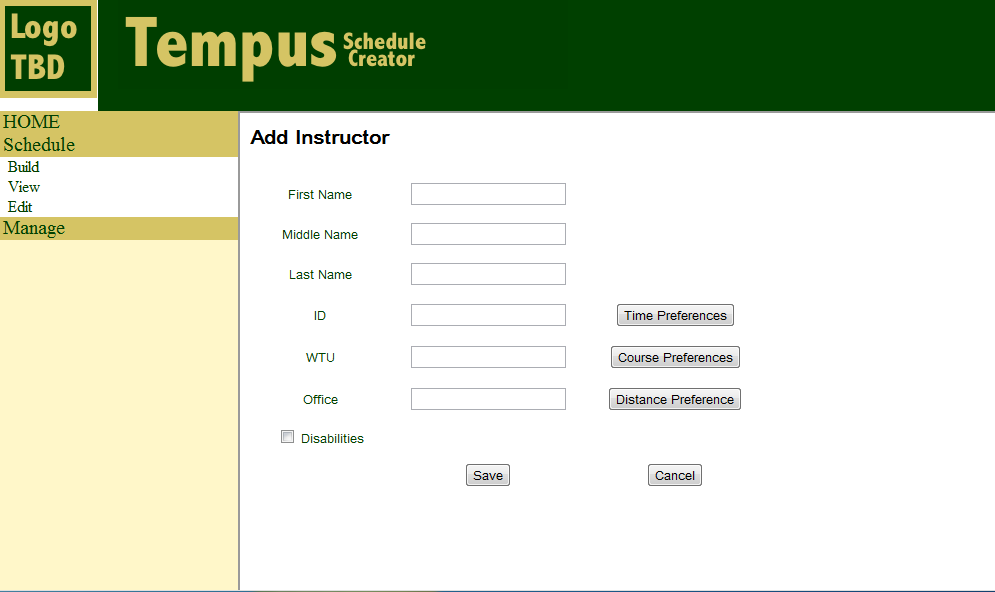 Logo
TBD
Tempus Schedule
Creator
HOME
Schedule
Build
View
Edit
Manage
Add Instructor
First Name
Middle Name
Last Name
ID
Time Preferences
WTU
Course Preferences
Office
Distance Preference
Disabilities
Save
Cancel